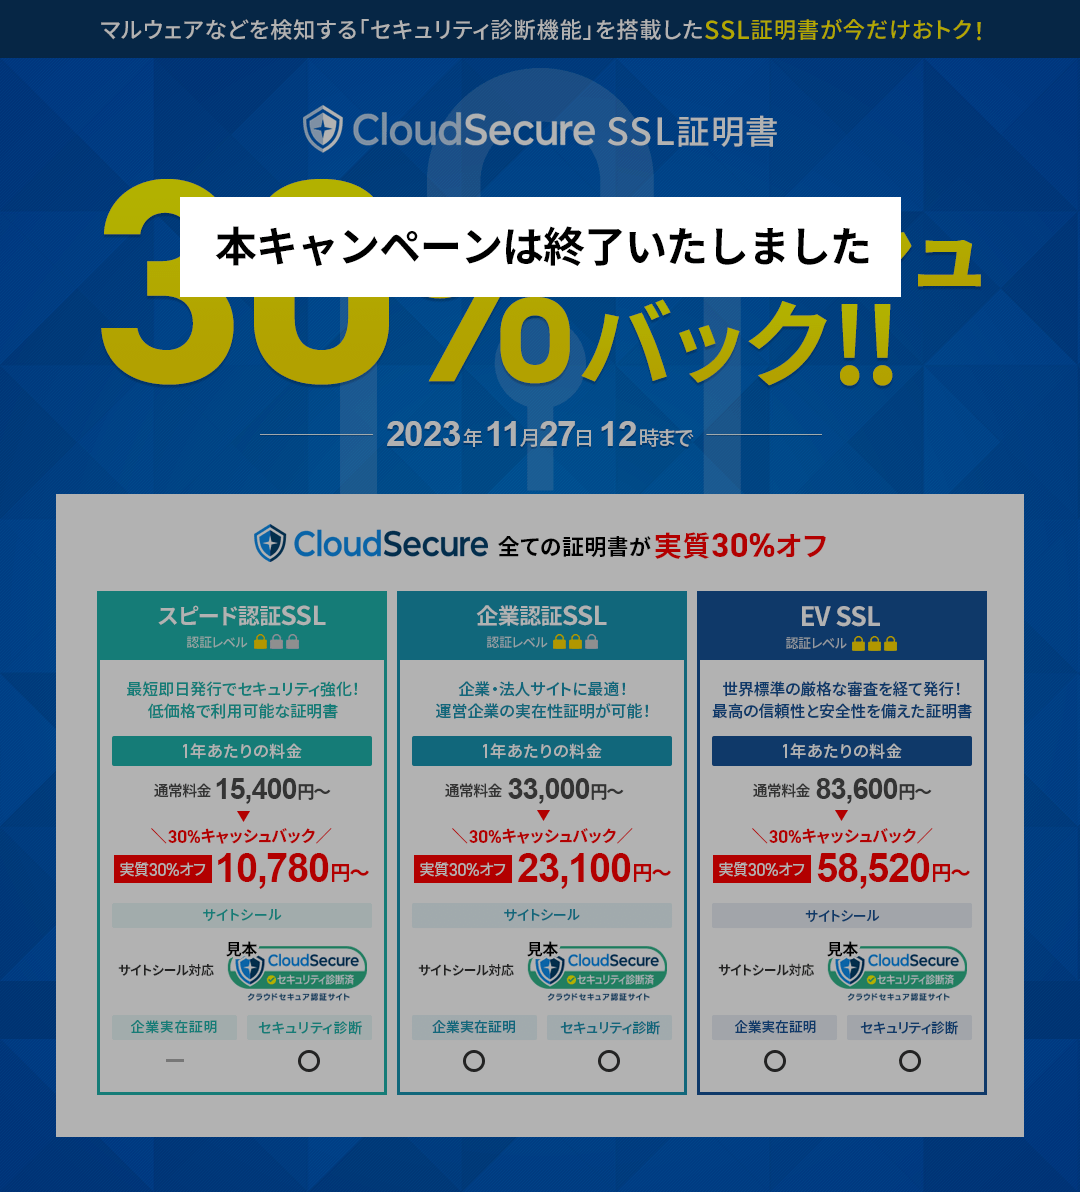 マルウェアなどを検知する「セキュリティ診断機能」を搭載したSSL証明書が今だけおトク!
CloudSecure SSL証明書
本キャンペーンは終了いたしました
30%
ュ
バック!!
2023年11月27日 12時まで
CloudSecure 全ての証明書が実質30%オフ
スピード認証SSL
認証レベル
最短即日発行でセキュリティ強化!
低価格で利用可能な証明書
1年あたりの料金
通常料金 15,400円〜
＼30%キャッシュバック／
実質30%オフ 10,780円〜
サイトシール
サイトシール対応
見本
CloudSecure
セキュリティ診断済
クラウドセキュア認証サイト
企業実在証明 セキュリティ診断
― ○
企業認証SSL
認証レベル
企業・法人サイトに最適!
運営企業の実在性証明が可能!
1年あたりの料金
通常料金 33,000円〜
＼30%キャッシュバック／
実質30%オフ 23,100円〜
サイトシール
サイトシール対応
見本
CloudSecure
セキュリティ診断済
クラウドセキュア認証サイト
企業実在証明 セキュリティ診断
○ ○
EV SSL
認証レベル
世界標準の厳格な審査を経て発行!
最高の信頼性と安全性を備えた証明書
1年あたりの料金
通常料金 83,600円〜
＼30%キャッシュバック／
実質30%オフ 58,520円〜
サイトシール
サイトシール対応
見本
CloudSecure
セキュリティ診断済
クラウドセキュア認証サイト
企業実在証明 セキュリティ診断
○ ○